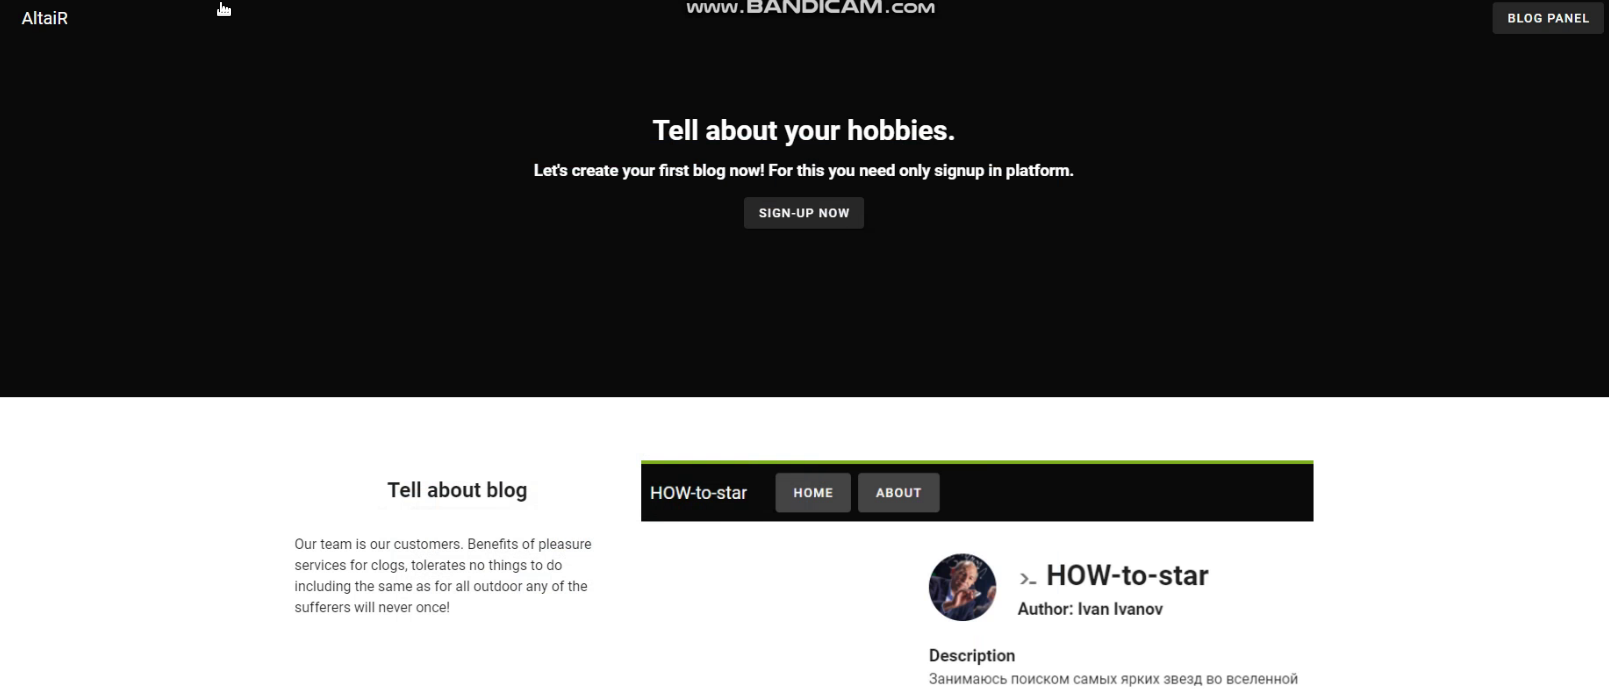 www.BANDICAM.com
AltaiR
BLOG PANEL
Tell about your hobbies.
Let's create your first blog now! For this you need only signup in platform.
SIGN-UP NOW
Tell about blog
Our team is our customers. Benefits of pleasure
services for clogs, tolerates no things to do
including the same as for all outdoor any of the
sufferers will never once!
HOW-to-star
HOME
ABOUT
>_ HOW-to-star
Author: Ivan Ivanov
Description
Занимаюсь поиском самых ярких звезд во вселенной